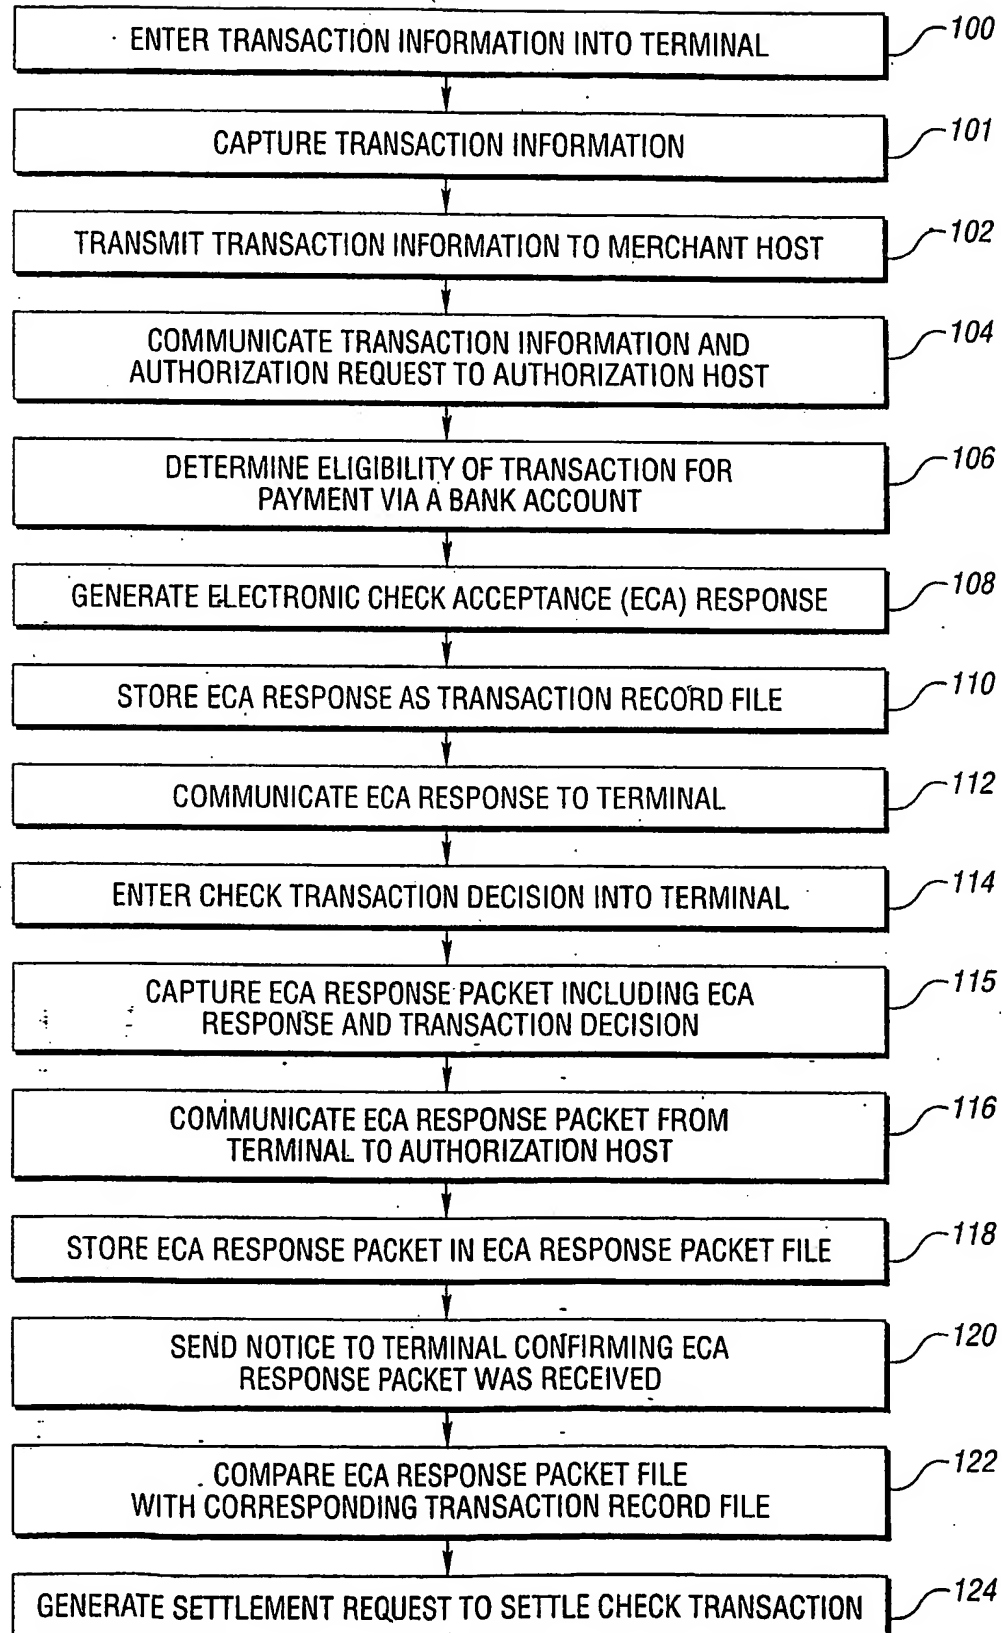 ENTER TRANSACTION INFORMATION INTO TERMINAL
100
CAPTURE TRANSACTION INFORMATION
101
TRANSMIT TRANSACTION INFORMATION TO MERCHANT HOST
102
COMMUNICATE TRANSACTION INFORMATION AND
AUTHORIZATION REQUEST TO AUTHORIZATION HOST
104
DETERMINE ELIGIBILITY OF TRANSACTION FOR
PAYMENT VIA A BANK ACCOUNT
106
GENERATE ELECTRONIC CHECK ACCEPTANCE (ECA) RESPONSE
108
STORE ECA RESPONSE AS TRANSACTION RECORD FILE
110
COMMUNICATE ECA RESPONSE TO TERMINAL
112
ENTER CHECK TRANSACTION DECISION INTO TERMINAL
114
CAPTURE ECA RESPONSE PACKET INCLUDING ECA
RESPONSE AND TRANSACTION DECISION
115
COMMUNICATE ECA RESPONSE PACKET FROM
TERMINAL TO AUTHORIZATION HOST
116
STORE ECA RESPONSE PACKET IN ECA RESPONSE PACKET FILE
118
SEND NOTICE TO TERMINAL CONFIRMING ECA
RESPONSE PACKET WAS RECEIVED
120
COMPARE ECA RESPONSE PACKET FILE
WITH CORRESPONDING TRANSACTION RECORD FILE
122
GENERATE SETTLEMENT REQUEST TO SETTLE CHECK TRANSACTION
124